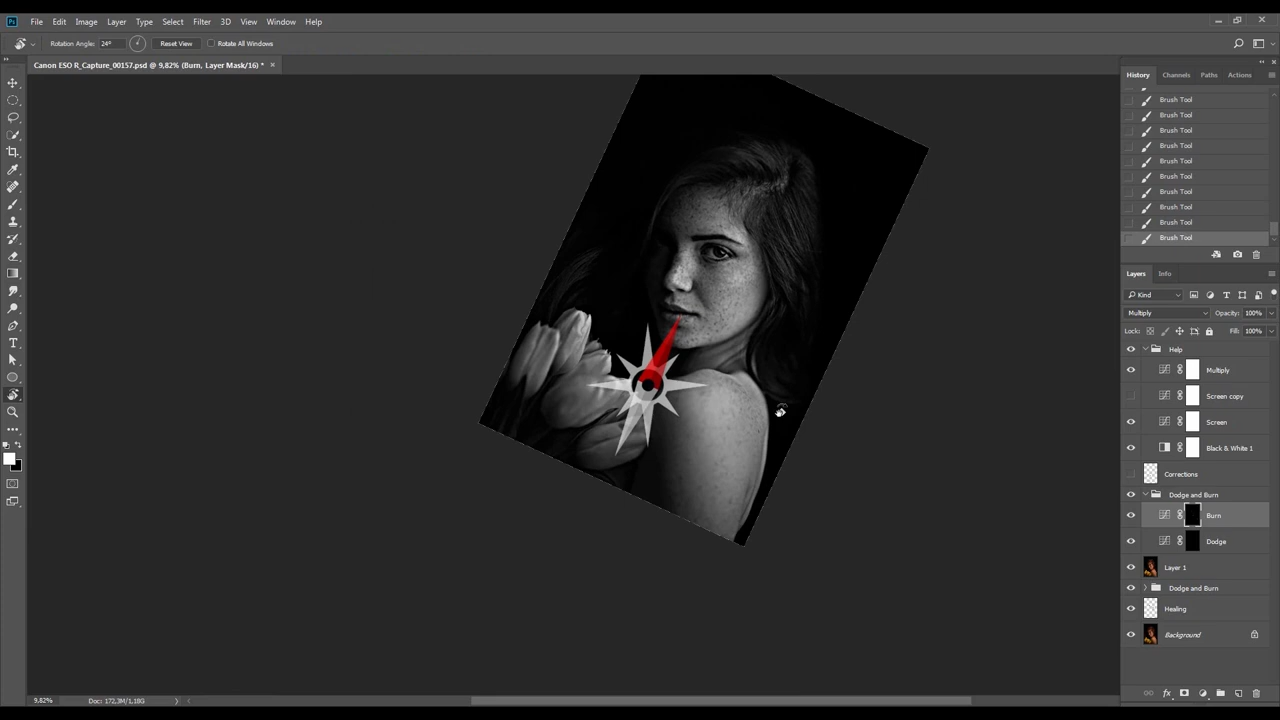 Ps File Edit Image Layer Type Select Filter 3D View Window Help
Rotation Angle: 24° Reset View Rotate All Windows
Canon ESO R_Capture_00157.psd @ 9,82% (Burn, Layer Mask/16) * ×
History Channels Paths Actions
Brush Tool
Brush Tool
Brush Tool
Brush Tool
Brush Tool
Brush Tool
Brush Tool
Brush Tool
Brush Tool
Brush Tool
Layers Info
Kind
Multiply Opacity: 100%
Lock: Fill: 100%
Help
Multiply
Screen copy
Screen
Black & White 1
Corrections
Dodge and Burn
Burn
Dodge
Layer 1
Dodge and Burn
Healing
Background
fx
9,82% Doc: 172,3M/1,18G